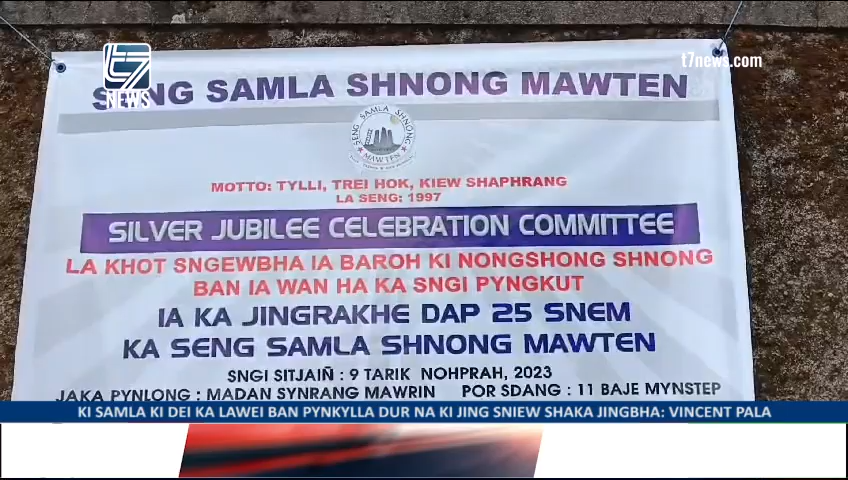 T7 NEWS
t7news.com
SENG SAMLA SHNONG MAWTEN
SENG SAMLA SHNONG
MAWTEN
MOTTO: TYLLI, TREI HOK, KIEW SHAPHRANG
LA SENG: 1997
SILVER JUBILEE CELEBRATION COMMITTEE
LA KHOT SNGEWBHA IA BAROH KI NONGSHONG SHNONG
BAN IA WAN HA KA SNGI PYNGKUT
IA KA JINGRAKHE DAP 25 SNEM
KA SENG SAMLA SHNONG MAWTEN
SNGI SITJAIÑ : 9 TARIK NOHPRAH, 2023
JAKA PYNLONG : MADAN SYNRANG MAWRIN POR SDANG : 11 BAJE MYNSTEP
KI SAMLA KI DEI KA LAWEI BAN PYNKYLLA DUR NA KI JING SNIEW SHAKA JINGBHA: VINCENT PALA